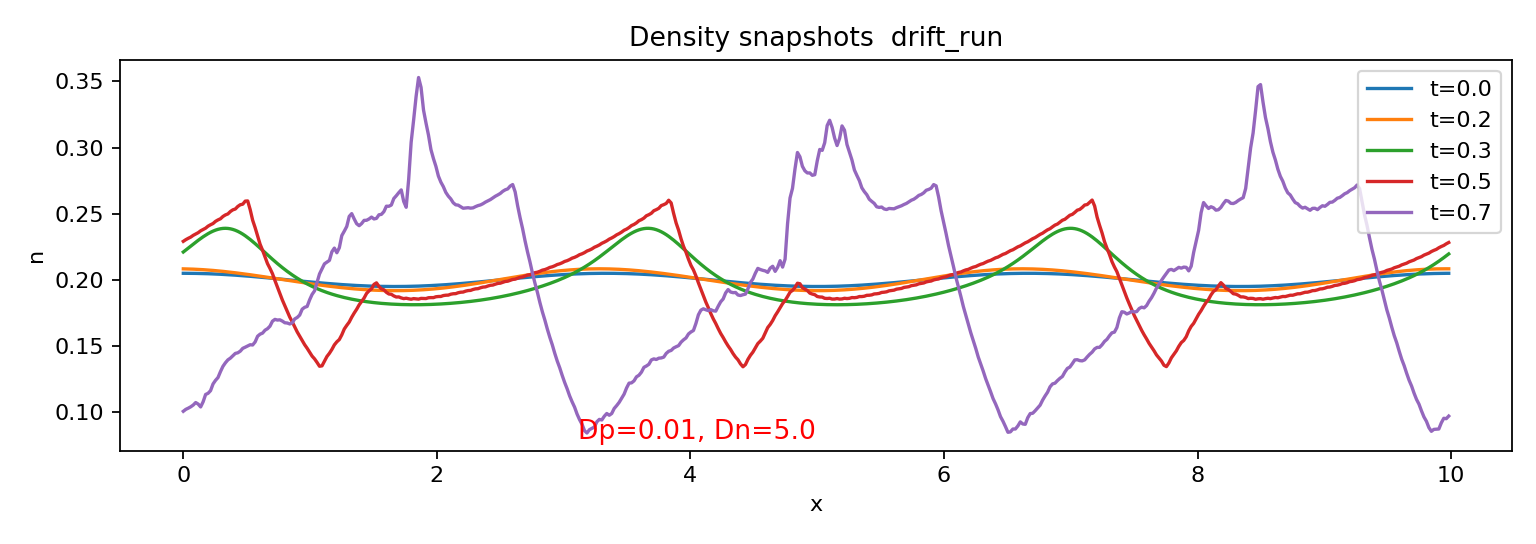 Density snapshots  drift_run
n
0.35
0.30
0.25
0.20
0.15
0.10
t=0.0
t=0.2
t=0.3
t=0.5
t=0.7
Dp=0.01, Dn=5.0
0 2 4 6 8 10
x